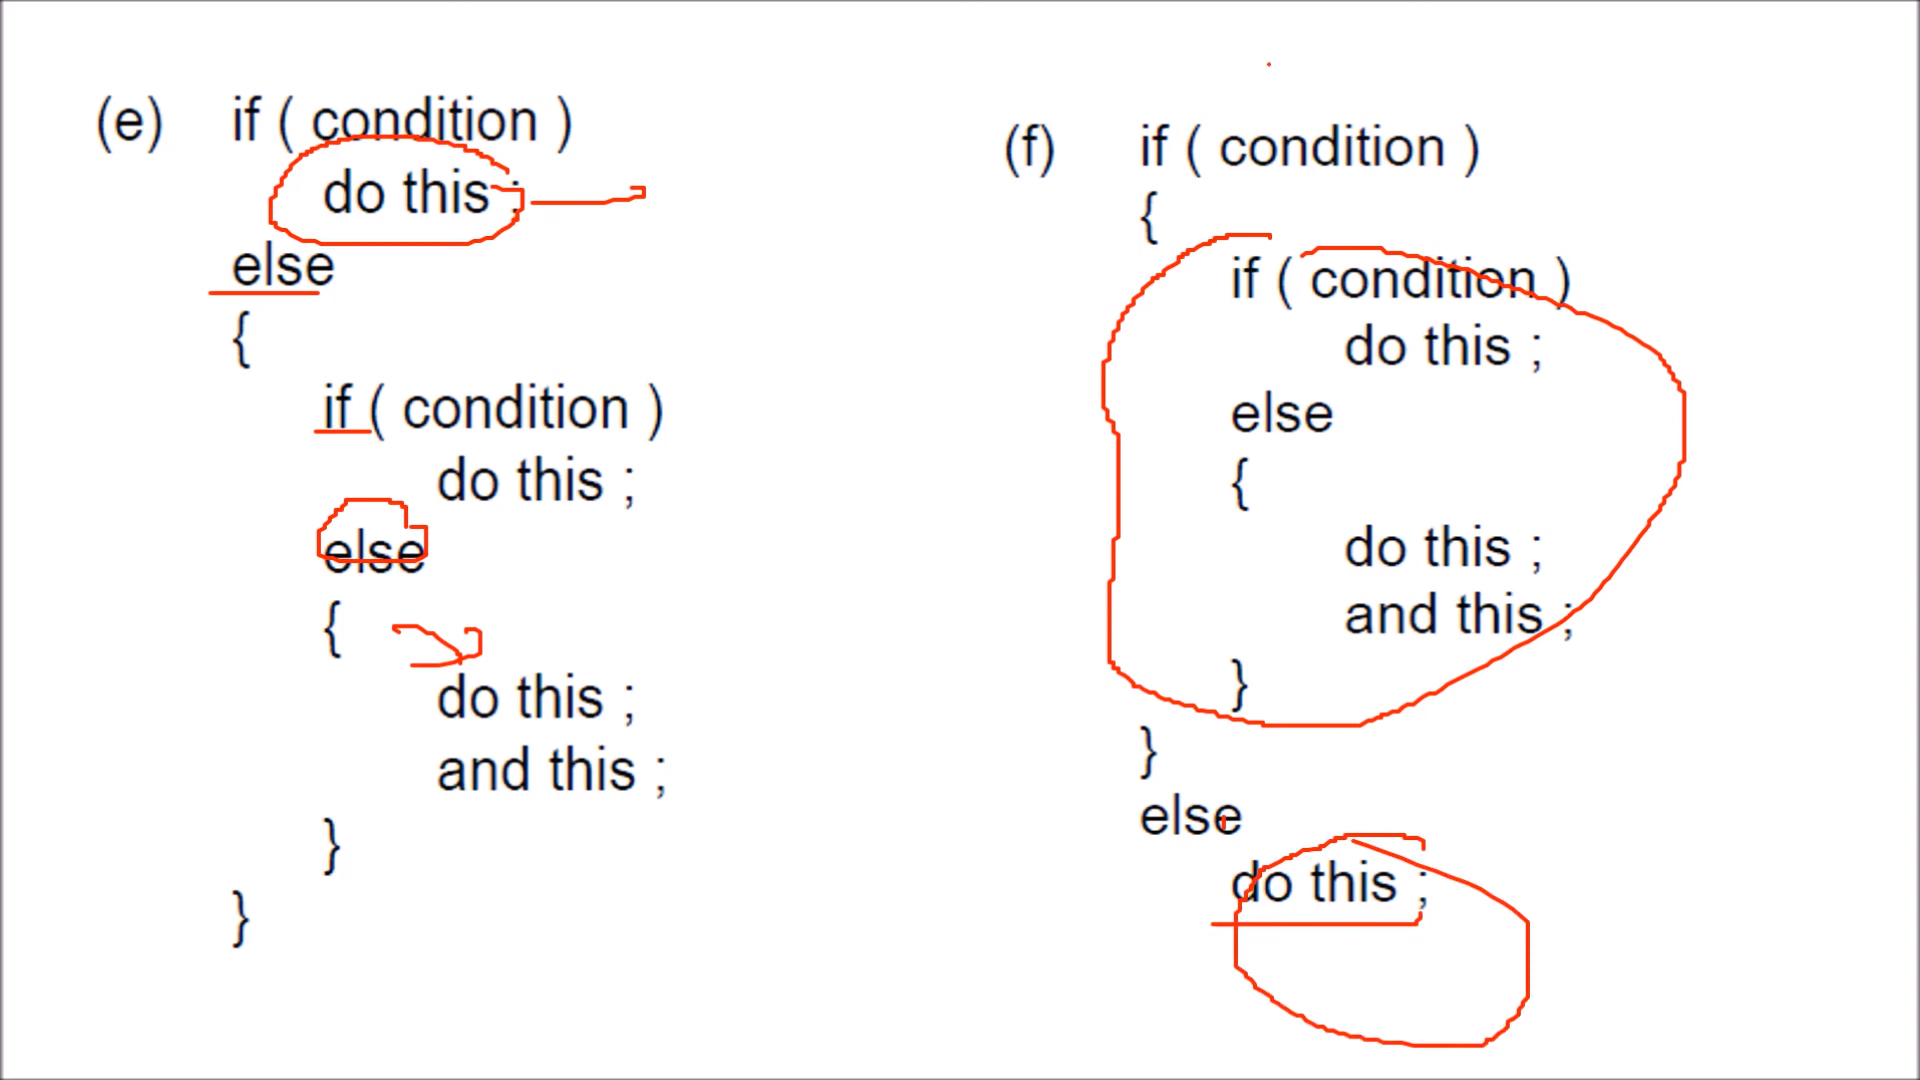 (e) if ( condition )
do this ;
else
{
if ( condition )
do this ;
else
{
do this ;
and this ;
}
}
(f) if ( condition )
{
if ( condition )
do this ;
else
{
do this ;
and this ;
}
}
else
do this ;